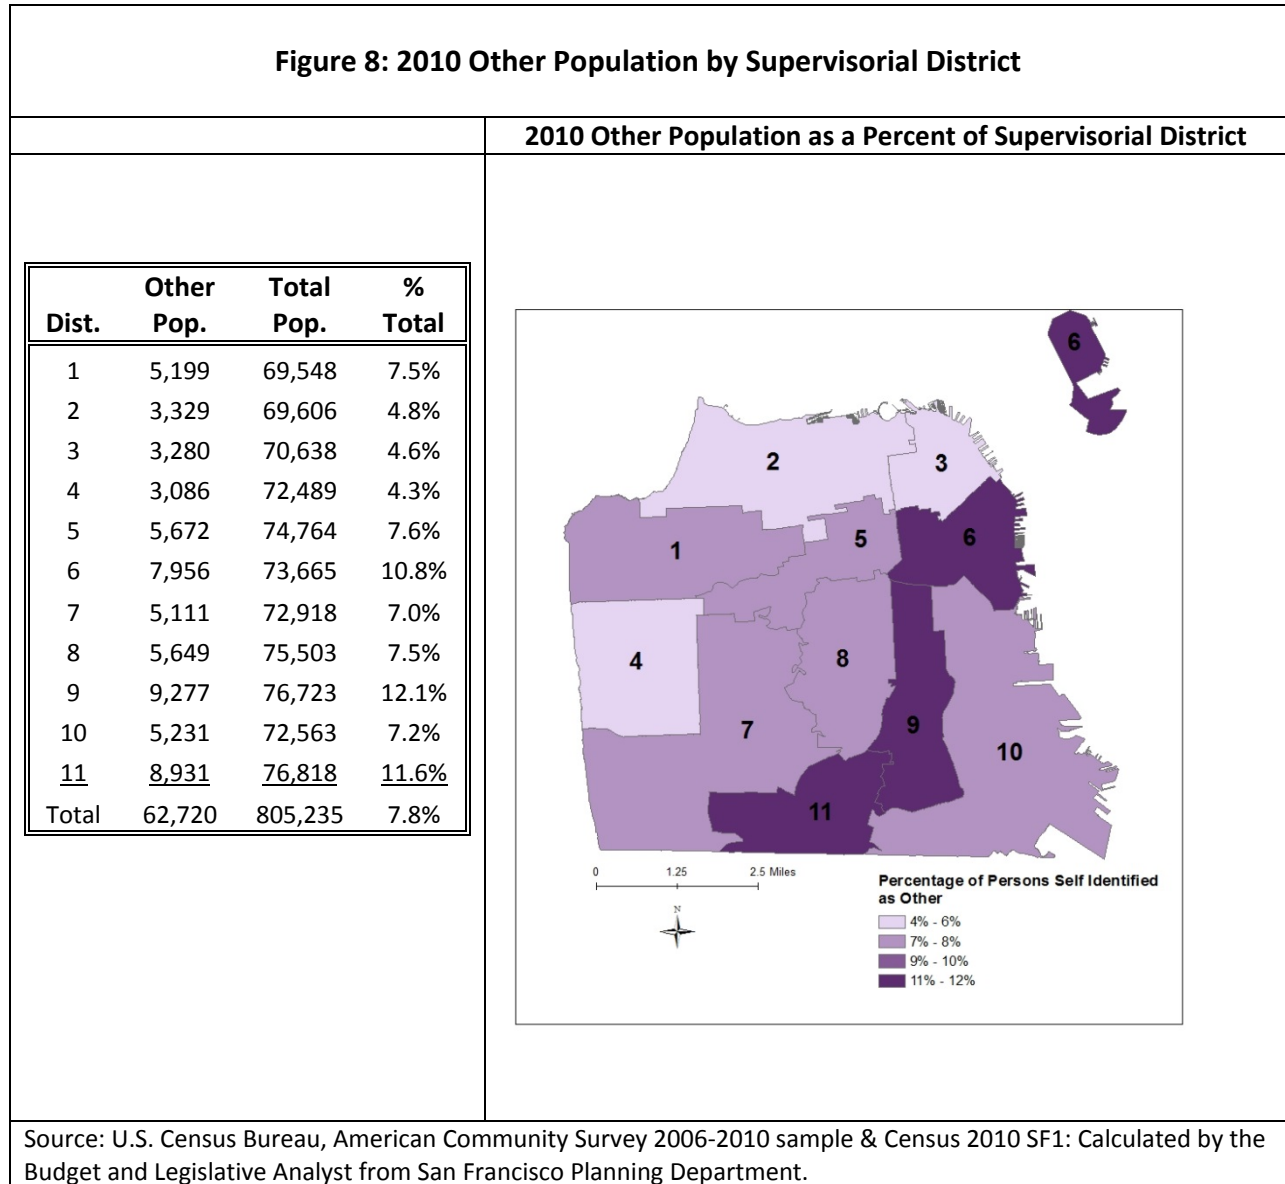 Figure 8: 2010 Other Population by Supervisorial District
2010 Other Population as a Percent of Supervisorial District
Dist. Other Pop. Total Pop. % Total
1 5,199 69,548 7.5%
2 3,329 69,606 4.8%
3 3,280 70,638 4.6%
4 3,086 72,489 4.3%
5 5,672 74,764 7.6%
6 7,956 73,665 10.8%
7 5,111 72,918 7.0%
8 5,649 75,503 7.5%
9 9,277 76,723 12.1%
10 5,231 72,563 7.2%
11 8,931 76,818 11.6%
Total 62,720 805,235 7.8%
6
2
3
1
5
6
4
8
7
9
10
11
0 1.25 2.5 Miles
N
Percentage of Persons Self Identified
as Other
4% - 6%
7% - 8%
9% - 10%
11% - 12%
Source: U.S. Census Bureau, American Community Survey 2006-2010 sample & Census 2010 SF1: Calculated by the
Budget and Legislative Analyst from San Francisco Planning Department.